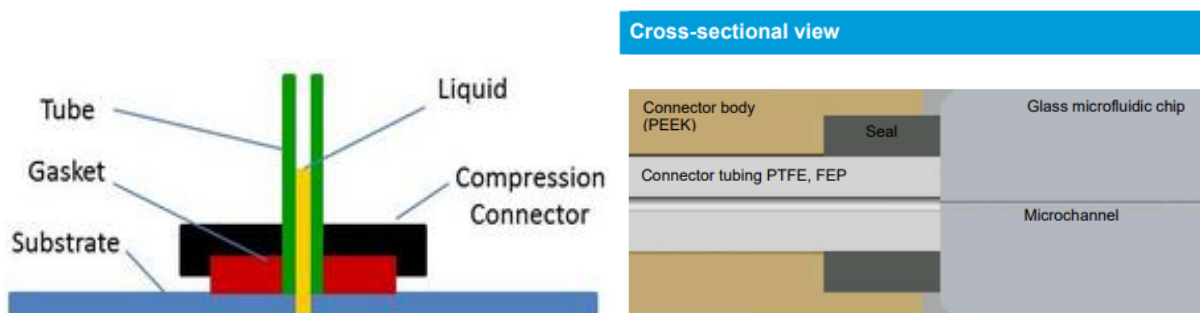 Tube
Liquid
Gasket
Compression
Connector
Substrate
Cross-sectional view
Connector body
(PEEK)
Seal
Glass microfluidic chip
Connector tubing PTFE, FEP
Microchannel